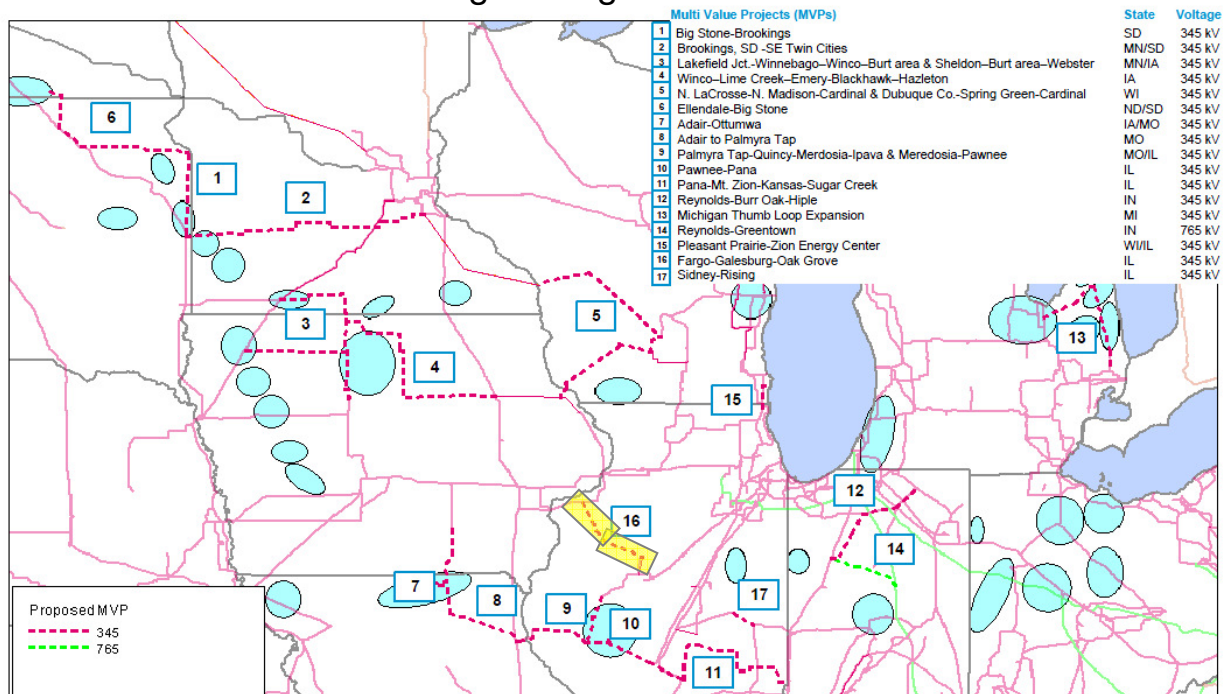 Multi Value Projects (MVPs) State Voltage
1 Big Stone-Brookings SD 345 kV
2 Brookings, SD -SE Twin Cities MN/SD 345 kV
3 Lakefield Jct.-Winnebago–Winco–Burt area & Sheldon–Burt area–Webster MN/IA 345 kV
4 Winco–Lime Creek–Emery-Blackhawk–Hazleton IA 345 kV
5 N. LaCrosse-N. Madison-Cardinal & Dubuque Co.-Spring Green-Cardinal WI 345 kV
6 Ellendale-Big Stone ND/SD 345 kV
7 Adair-Ottumwa IA/MO 345 kV
8 Adair to Palmyra Tap MO 345 kV
9 Palmyra Tap-Quincy-Merdosia-Ipava & Meredosia-Pawnee MO/IL 345 kV
10 Pawnee-Pana IL 345 kV
11 Pana-Mt. Zion-Kansas-Sugar Creek IL 345 kV
12 Reynolds-Burr Oak-Hiple IN 345 kV
13 Michigan Thumb Loop Expansion MI 345 kV
14 Reynolds-Greentown IN 765 kV
15 Pleasant Prairie-Zion Energy Center WI/IL 345 kV
16 Fargo-Galesburg-Oak Grove IL 345 kV
17 Sidney-Rising IL 345 kV
6
1
2
3
5
13
4
15
12
16
14
7
8
9
10
17
11
Proposed MVP
345
765